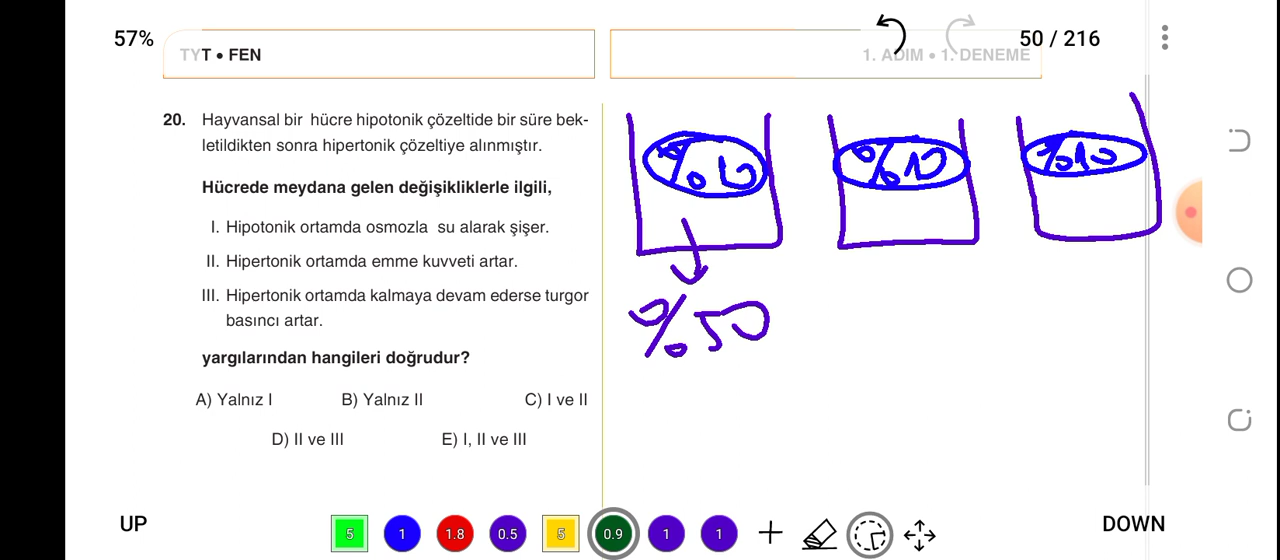 57%
50 / 216
TYT • FEN
1. ADIM • 1. DENEME
20. Hayvansal bir hücre hipotonik çözeltide bir süre bek-
letildikten sonra hipertonik çözeltiye alınmıştır.
Hücrede meydana gelen değişikliklerle ilgili,
I. Hipotonik ortamda osmozla su alarak şişer.
II. Hipertonik ortamda emme kuvveti artar.
III. Hipertonik ortamda kalmaya devam ederse turgor
basıncı artar.
yargılarından hangileri doğrudur?
A) Yalnız I B) Yalnız II C) I ve II
D) II ve III E) I, II ve III
%10 %10
%50
UP
DOWN
5 1 1.8 0.5 5 0.9 1 1